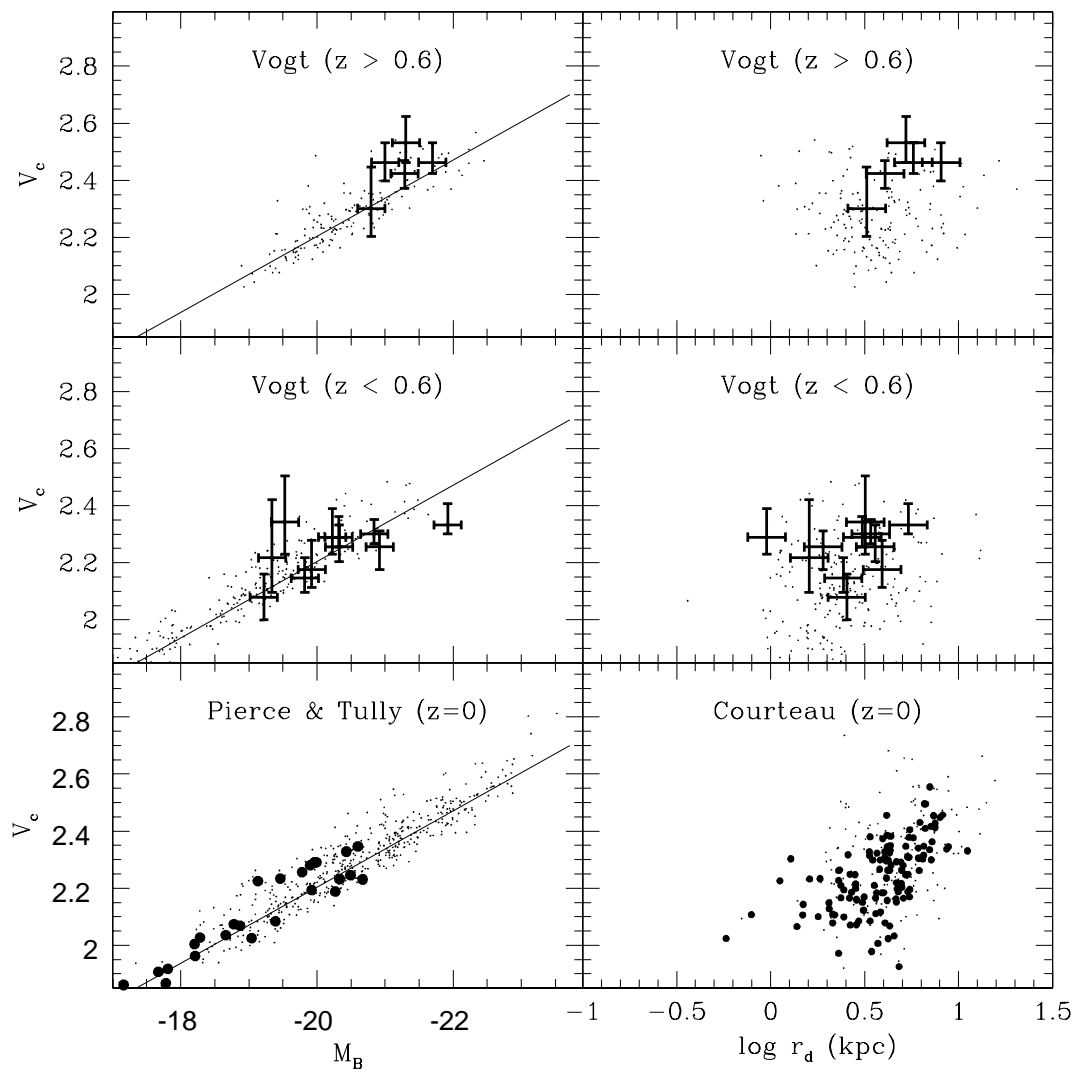 Vogt (z > 0.6)
Vogt (z > 0.6)
2.8
2.6
2.4
2.2
2
V_c
Vogt (z < 0.6)
Vogt (z < 0.6)
2.8
2.6
2.4
2.2
2
V_c
Pierce & Tully (z=0)
Courteau (z=0)
2.8
2.6
2.4
2.2
2
V_c
-18
-20
-22
−1
−0.5
0
0.5
1
1.5
M_B
log r_d (kpc)